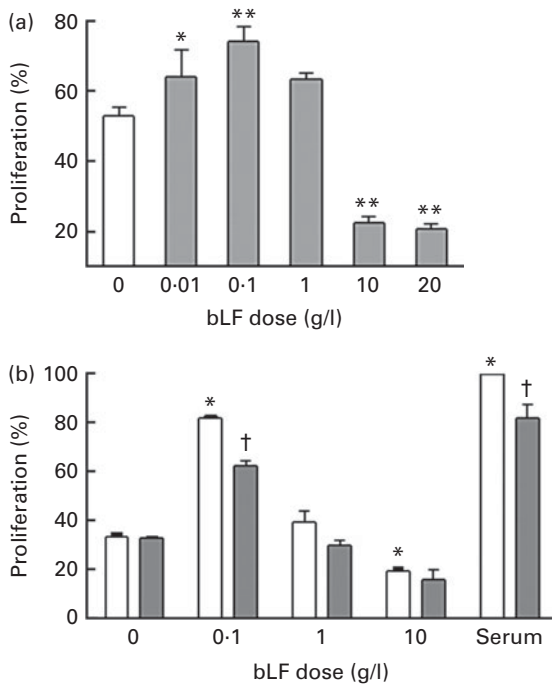 (a)
80
60
40
20
Proliferation (%)
*
**
**
**
0 0·01 0·1 1 10 20
bLF dose (g/l)
(b)
100
80
60
40
20
0
Proliferation (%)
*
†
*
*
†
0 0·1 1 10 Serum
bLF dose (g/l)